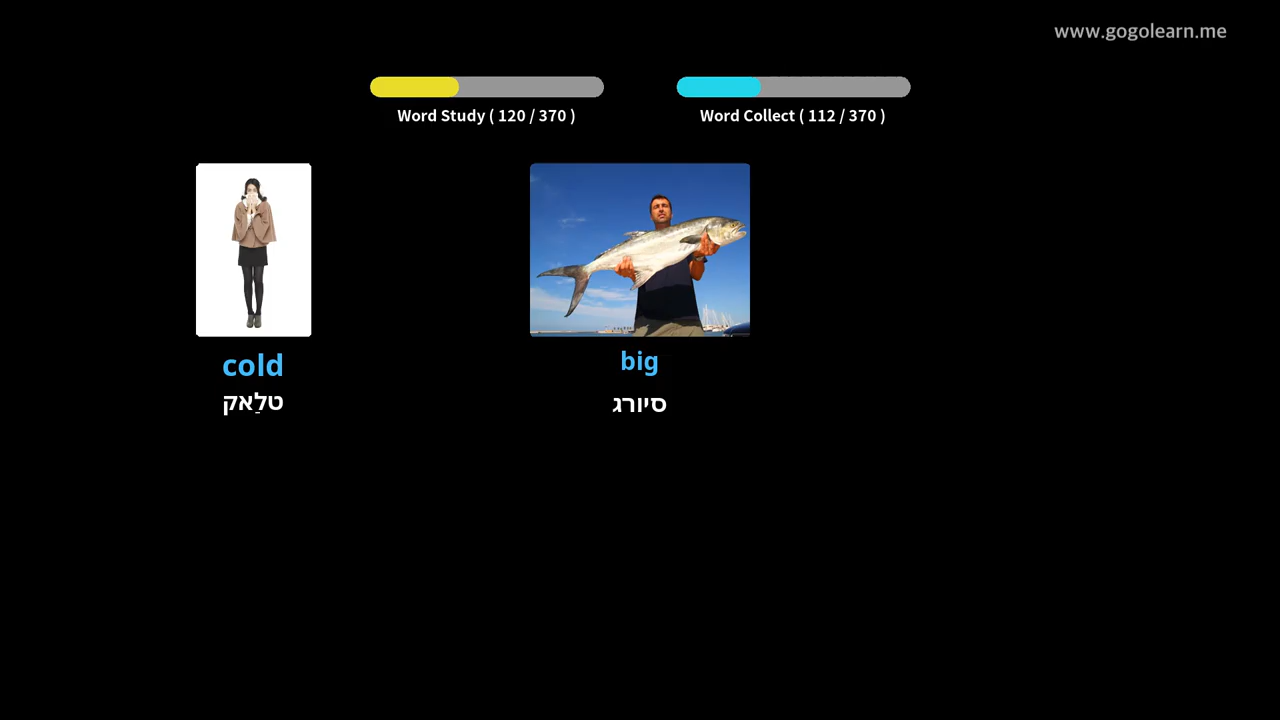 www.gogolearn.me
Word Study ( 120 / 370 )
Word Collect ( 112 / 370 )
cold
טלַאק
big
סיורג